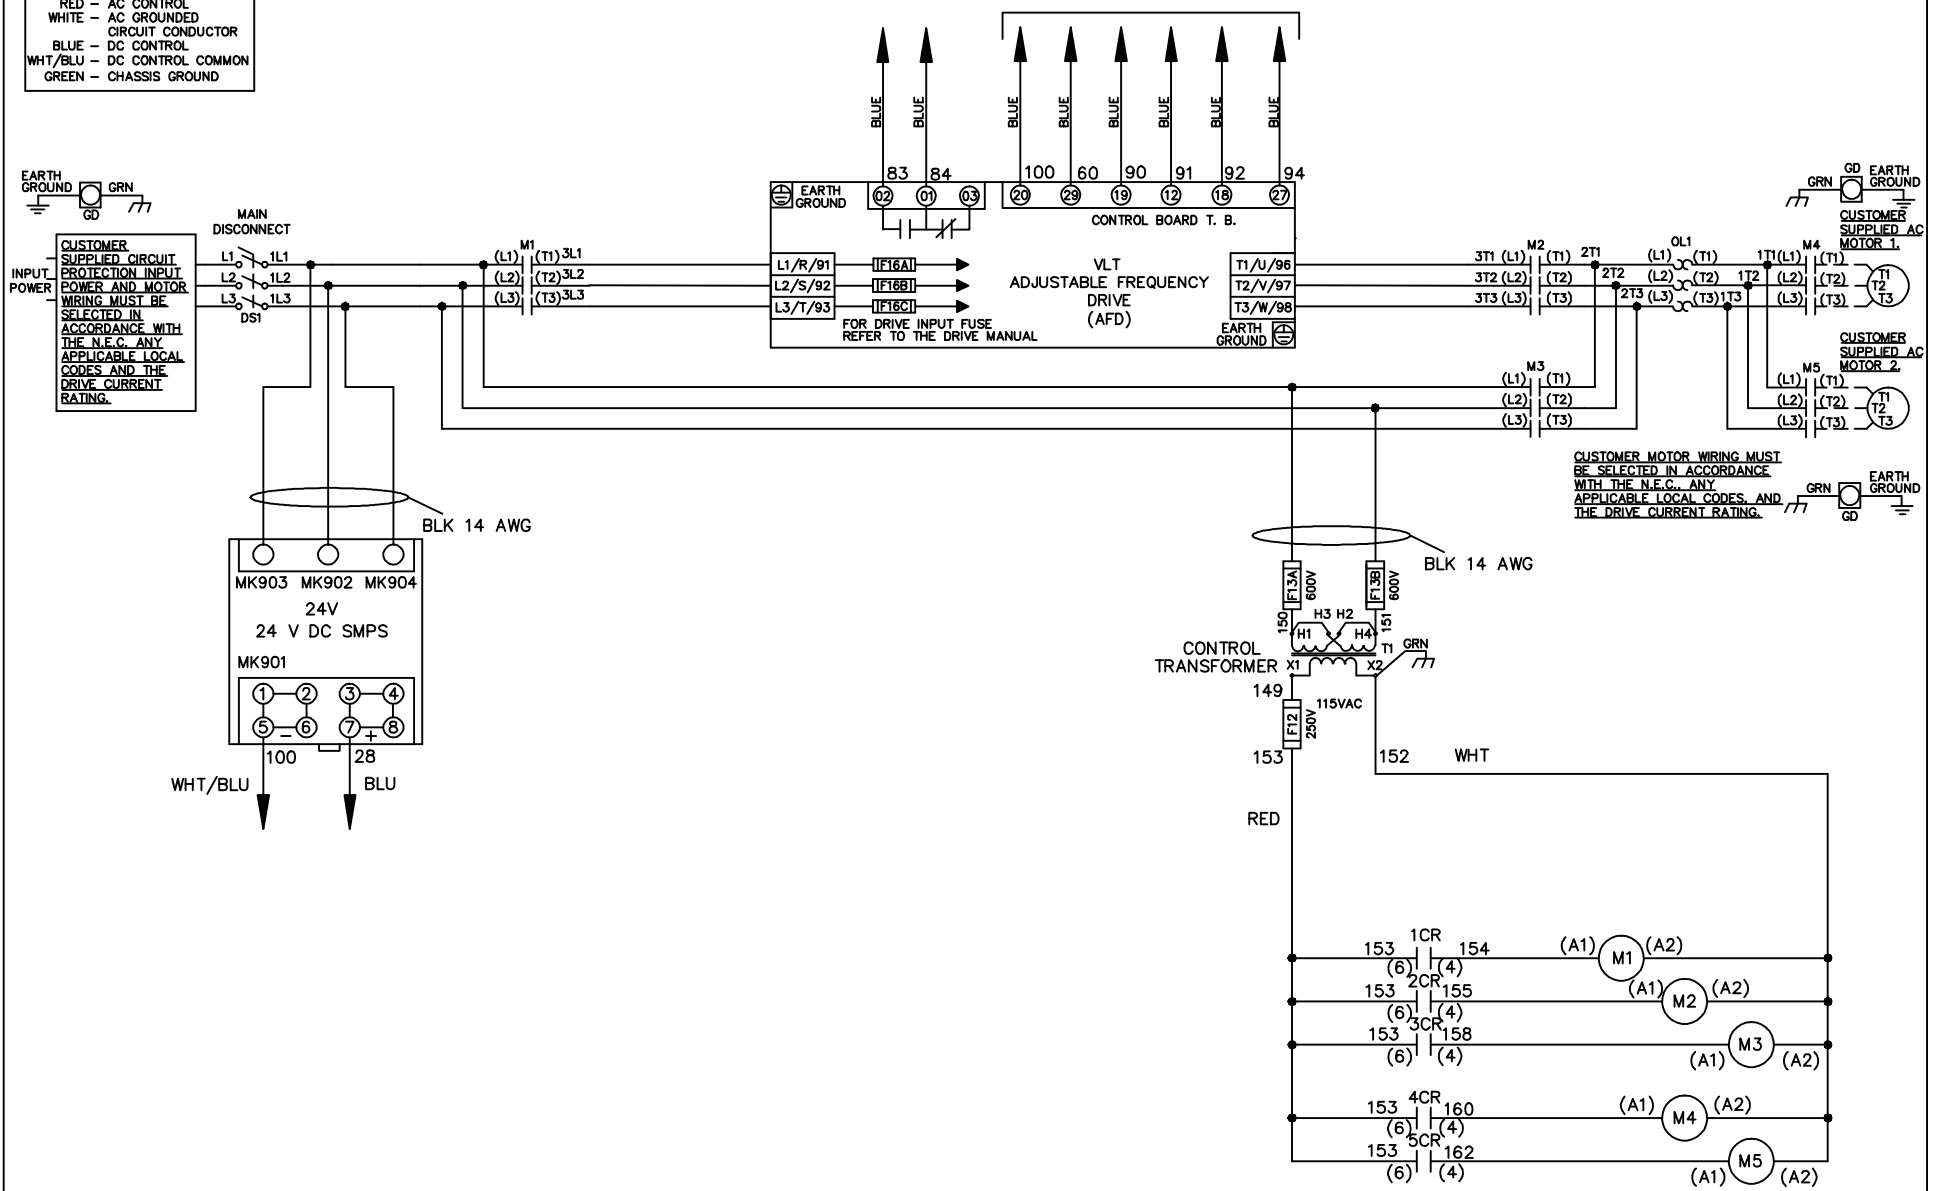 RED – AC CONTROL
WHITE – AC GROUNDED
CIRCUIT CONDUCTOR
BLUE – DC CONTROL
WHT/BLU – DC CONTROL COMMON
GREEN – CHASSIS GROUND
BLUE
BLUE
BLUE
BLUE
BLUE
BLUE
BLUE
BLUE
83 84 100 60 90 91 92 94
EARTH
GROUND
02 01 03
20 29 19 12 18 27
CONTROL BOARD T. B.
EARTH
GROUND
GRN
GD
MAIN
DISCONNECT
INPUT
POWER
CUSTOMER
SUPPLIED CIRCUIT
PROTECTION INPUT
POWER AND MOTOR
WIRING MUST BE
SELECTED IN
ACCORDANCE WITH
THE N.E.C. ANY
APPLICABLE LOCAL
CODES AND THE
DRIVE CURRENT
RATING.
L1 1L1
L2 1L2
L3 1L3
DS1
M1
(L1) (T1) 3L1
(L2) (T2) 3L2
(L3) (T3) 3L3
L1/R/91 F16A
L2/S/92 F16B
L3/T/93 F16C
FOR DRIVE INPUT FUSE
REFER TO THE DRIVE MANUAL
VLT
ADJUSTABLE FREQUENCY
DRIVE
(AFD)
T1/U/96
T2/V/97
T3/W/98
EARTH
GROUND
M2
3T1 (L1) (T1) 2T1
3T2 (L2) (T2) 2T2
3T3 (L3) (T3) 2T3
OL1
(L1) (T1) 1T1
(L2) (T2) 1T2
(L3) (T3) 1T3
M4
(L1) (T1)
(L2) (T2)
(L3) (T3)
T1
T2
T3
GD
EARTH
GROUND
GRN
CUSTOMER
SUPPLIED AC
MOTOR 1.
CUSTOMER
SUPPLIED AC
MOTOR 2.
M3
(L1) (T1)
(L2) (T2)
(L3) (T3)
M5
(L1) (T1)
(L2) (T2)
(L3) (T3)
T1
T2
T3
CUSTOMER MOTOR WIRING MUST
BE SELECTED IN ACCORDANCE
WITH THE N.E.C., ANY
APPLICABLE LOCAL CODES, AND
THE DRIVE CURRENT RATING.
GRN
EARTH
GROUND
GD
BLK 14 AWG
MK903 MK902 MK904
24V
24 V DC SMPS
MK901
1 2 3 4
5 6 7 8
– +
100 28
WHT/BLU BLU
BLK 14 AWG
F13A
600V
F13B
600V
150
151
H3 H2
H1 H4
CONTROL
TRANSFORMER
T1
GRN
X1 X2
149
115VAC
F12
250V
153
152 WHT
RED
1CR
153 154
(6) (4)
(A1) M1 (A2)
2CR
153 155
(6) (4)
(A1) M2 (A2)
3CR
153 158
(6) (4)
(A1) M3 (A2)
4CR
153 160
(6) (4)
(A1) M4 (A2)
5CR
153 162
(6) (4)
(A1) M5 (A2)